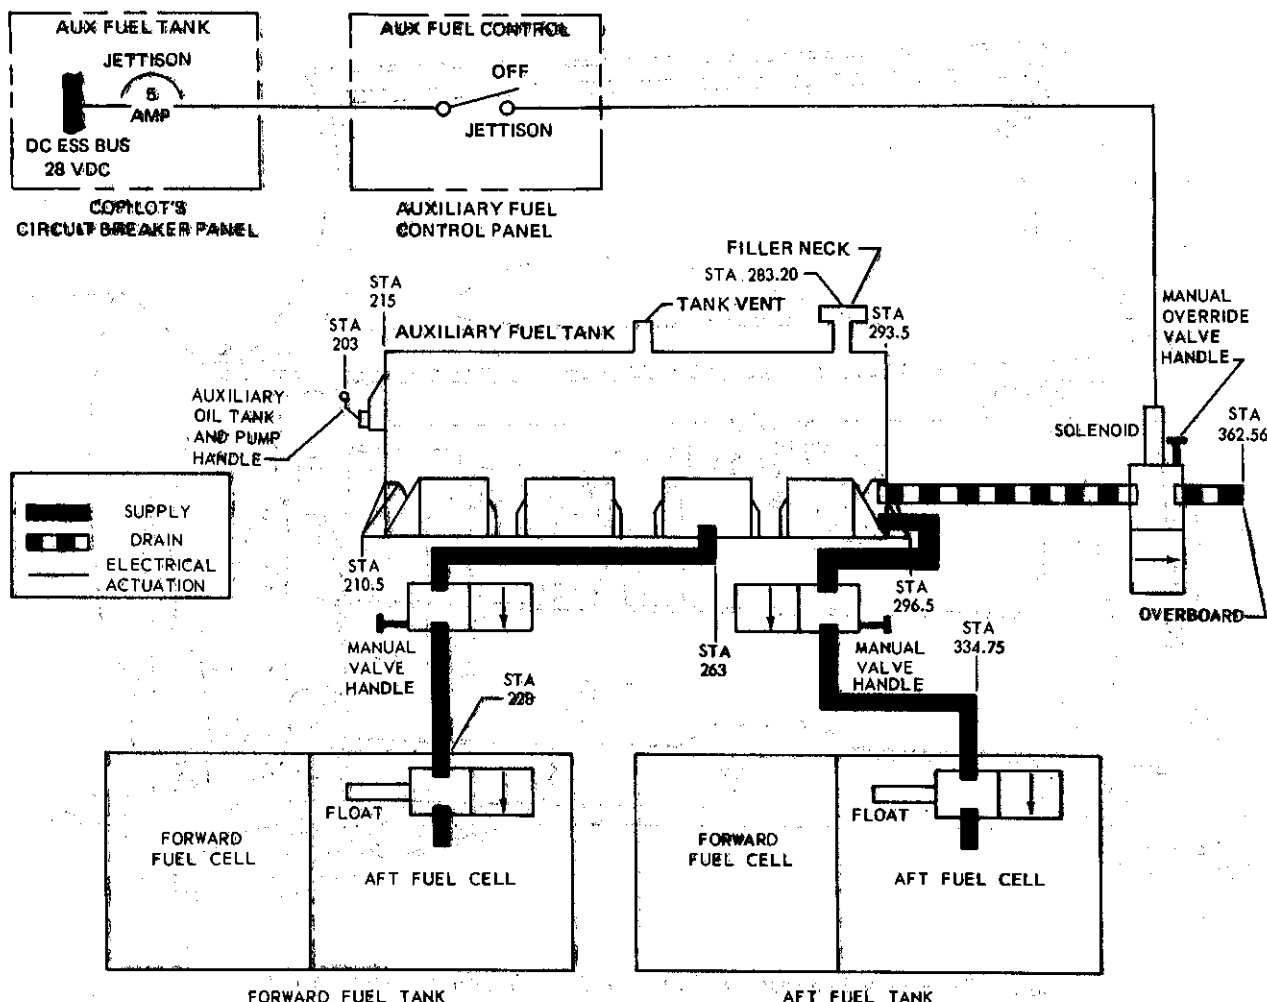 AUX FUEL TANK
JETTISON
5
AMP
DC ESS BUS
28 VDC
COPILOT'S
CIRCUIT BREAKER PANEL
AUX FUEL CONTROL
OFF
JETTISON
AUXILIARY FUEL
CONTROL PANEL
FILLER NECK
STA 283.20
TANK VENT
STA
215
STA
203
AUXILIARY FUEL TANK
STA
293.5
MANUAL
OVERRIDE
VALVE
HANDLE
AUXILIARY
OIL TANK
AND PUMP
HANDLE
SOLENOID
STA
362.56
SUPPLY
DRAIN
ELECTRICAL
ACTUATION
STA
210.5
STA
296.5
OVERBOARD
MANUAL
VALVE
HANDLE
STA
263
MANUAL
VALVE
HANDLE
STA
334.75
STA
228
FLOAT
FORWARD
FUEL CELL
AFT FUEL CELL
FLOAT
FORWARD
FUEL CELL
AFT FUEL CELL
FORWARD FUEL TANK
AFT FUEL TANK